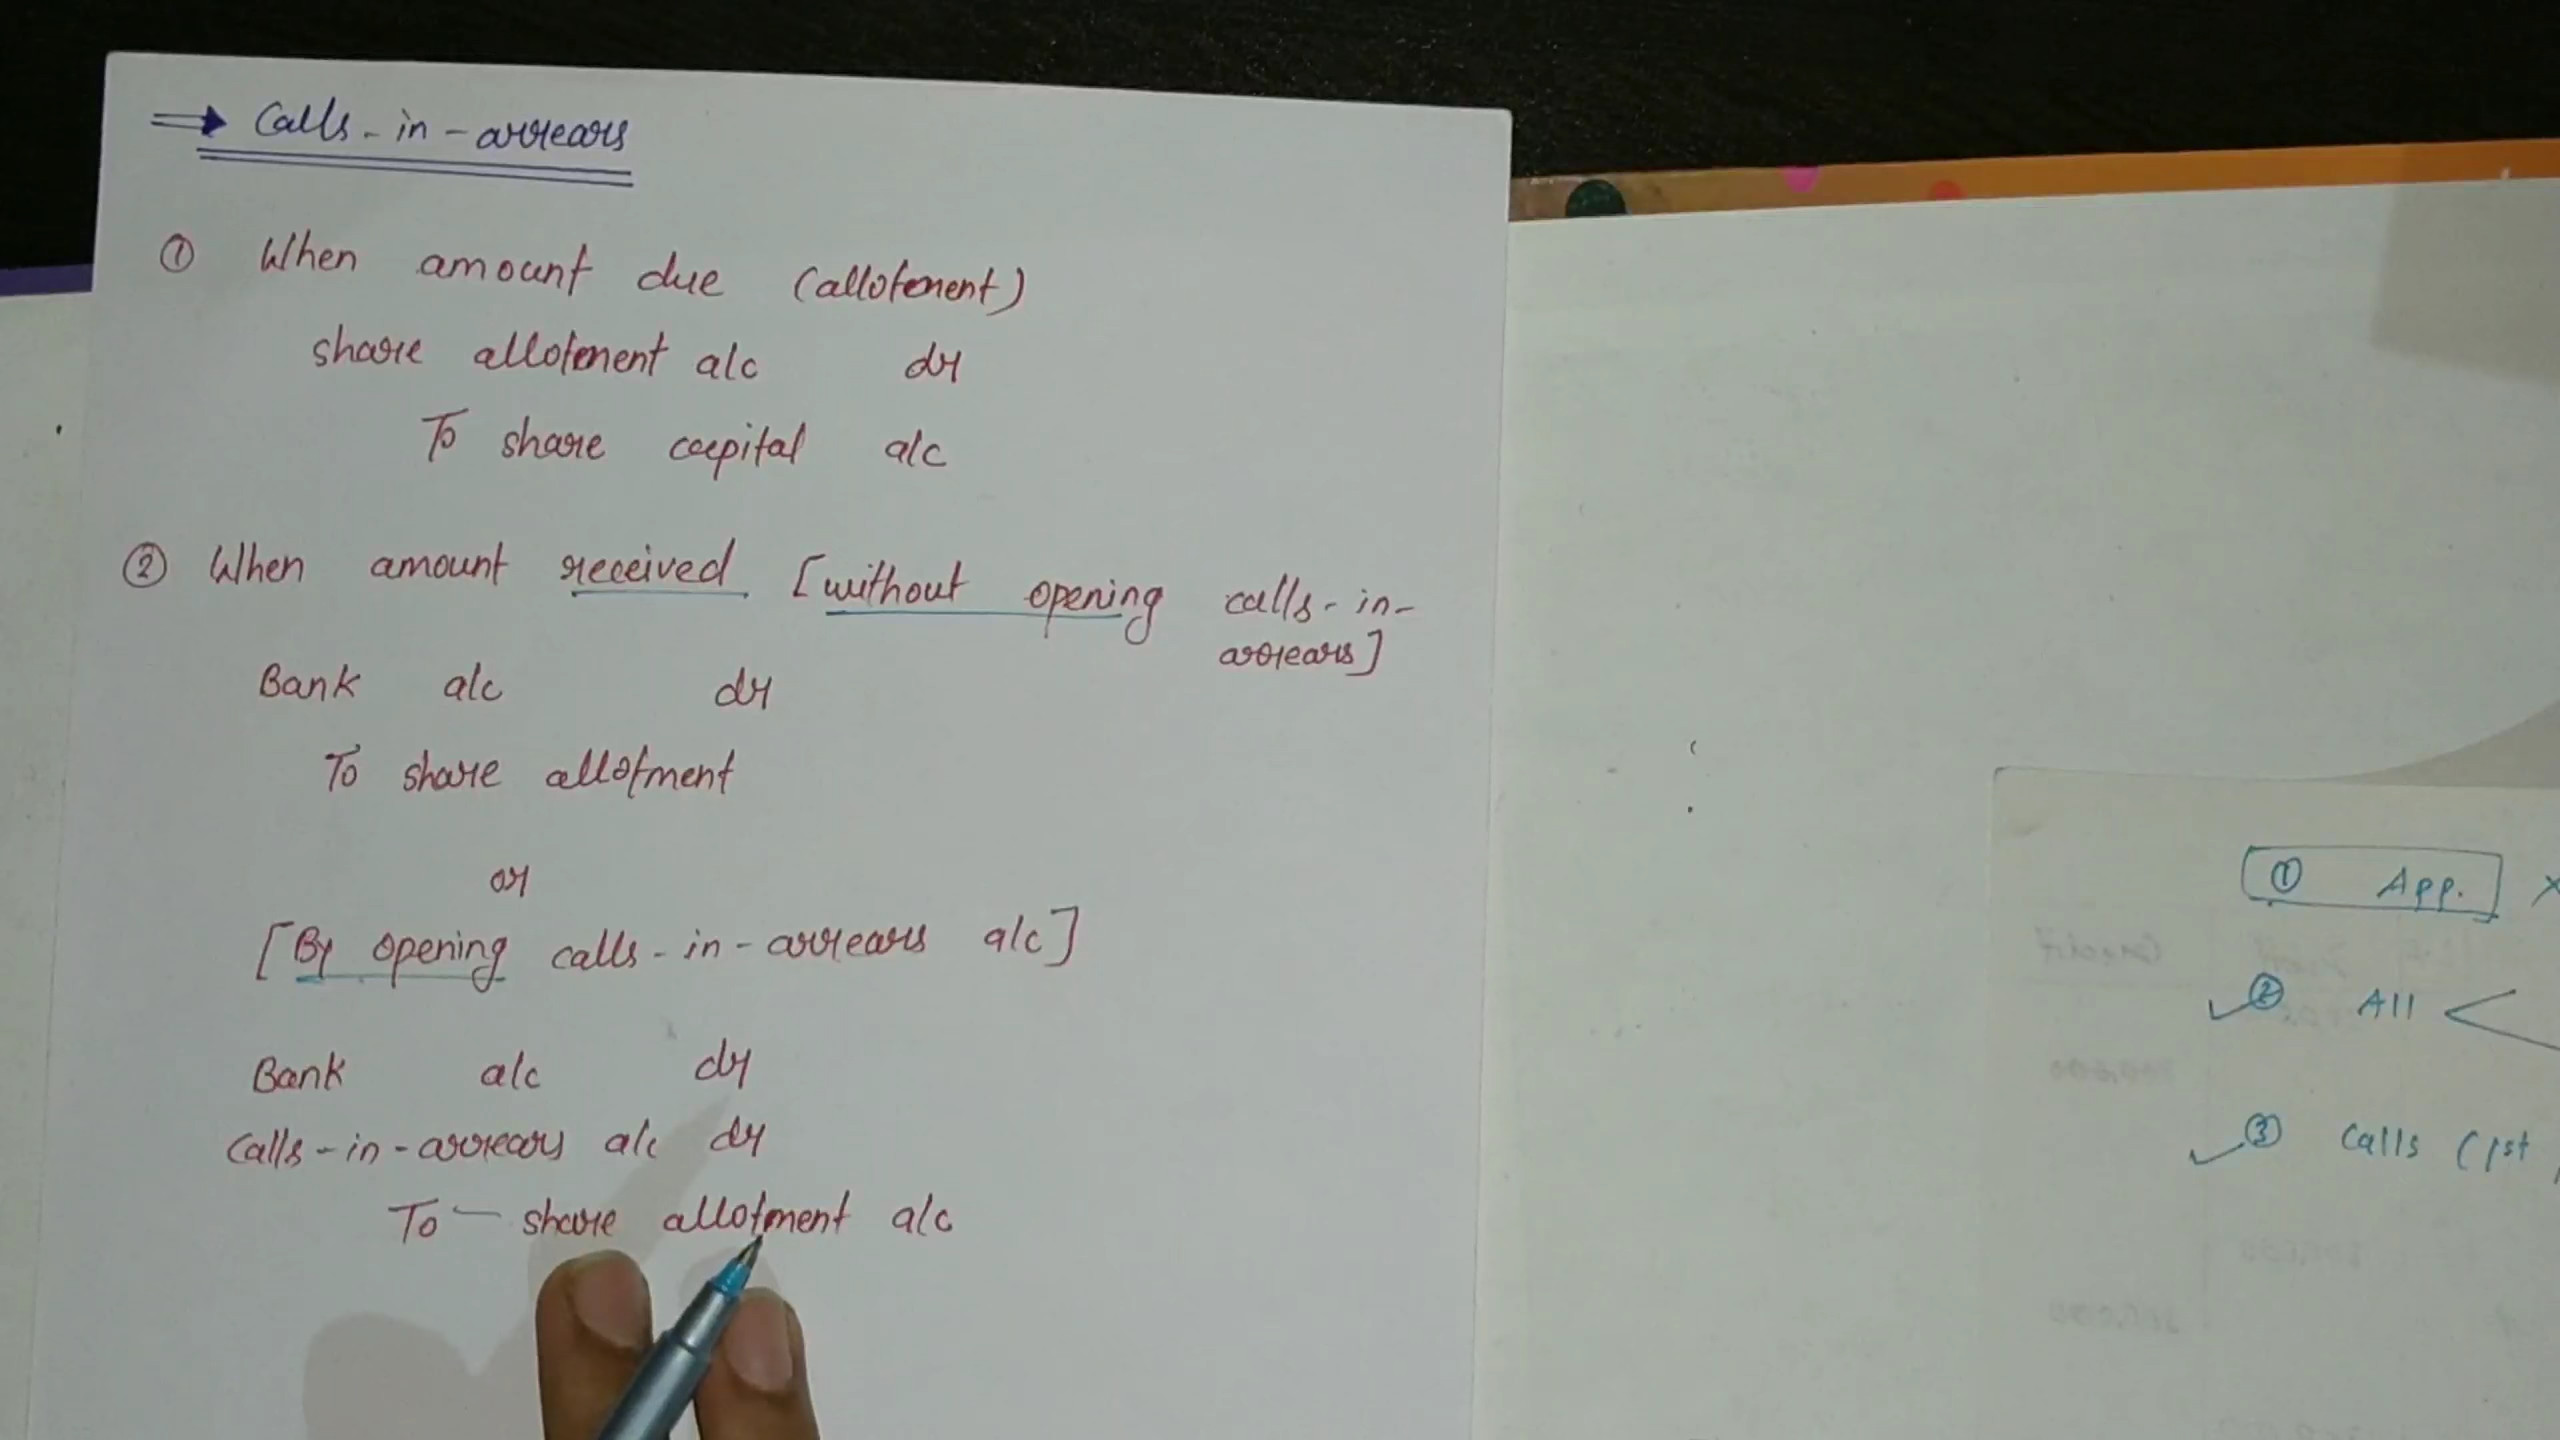 ⇒ Calls-in-arrears
① When amount due (allotment)
share allotment a/c dr
To share capital a/c
② When amount received [without opening calls-in-
arrears]
Bank a/c dr
To share allotment
or
[By opening calls-in-arrears a/c]
Bank a/c dr
Calls-in-arrears a/c dr
To share allotment a/c
① App.
② All
③ Calls (1st